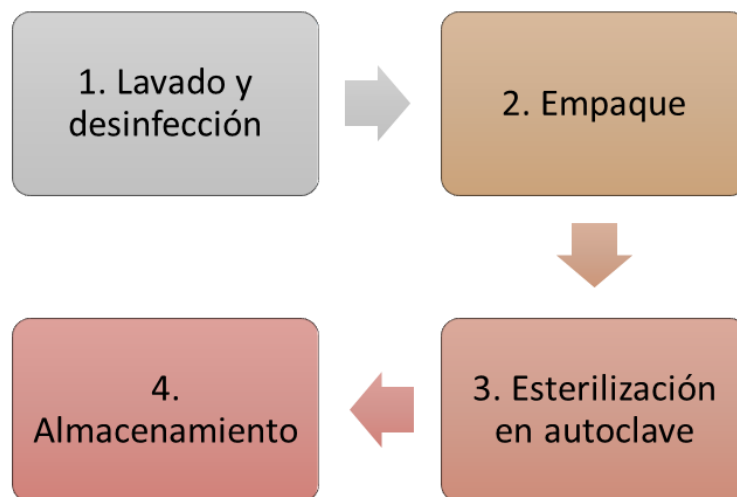 1. Lavado y
desinfección
2. Empaque
3. Esterilización
en autoclave
4.
Almacenamiento